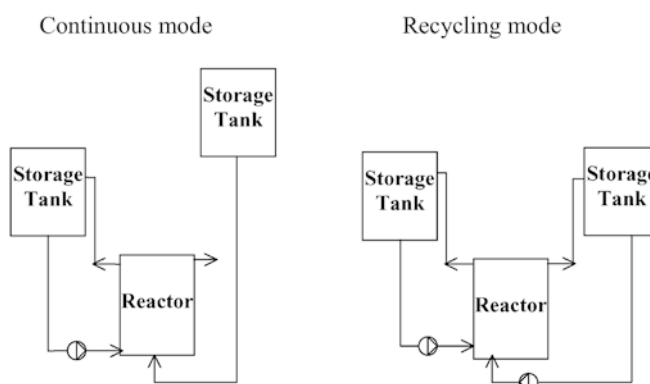 Continuous mode
Recycling mode
Storage
Tank
Storage
Tank
Reactor
Storage
Tank
Storage
Tank
Reactor